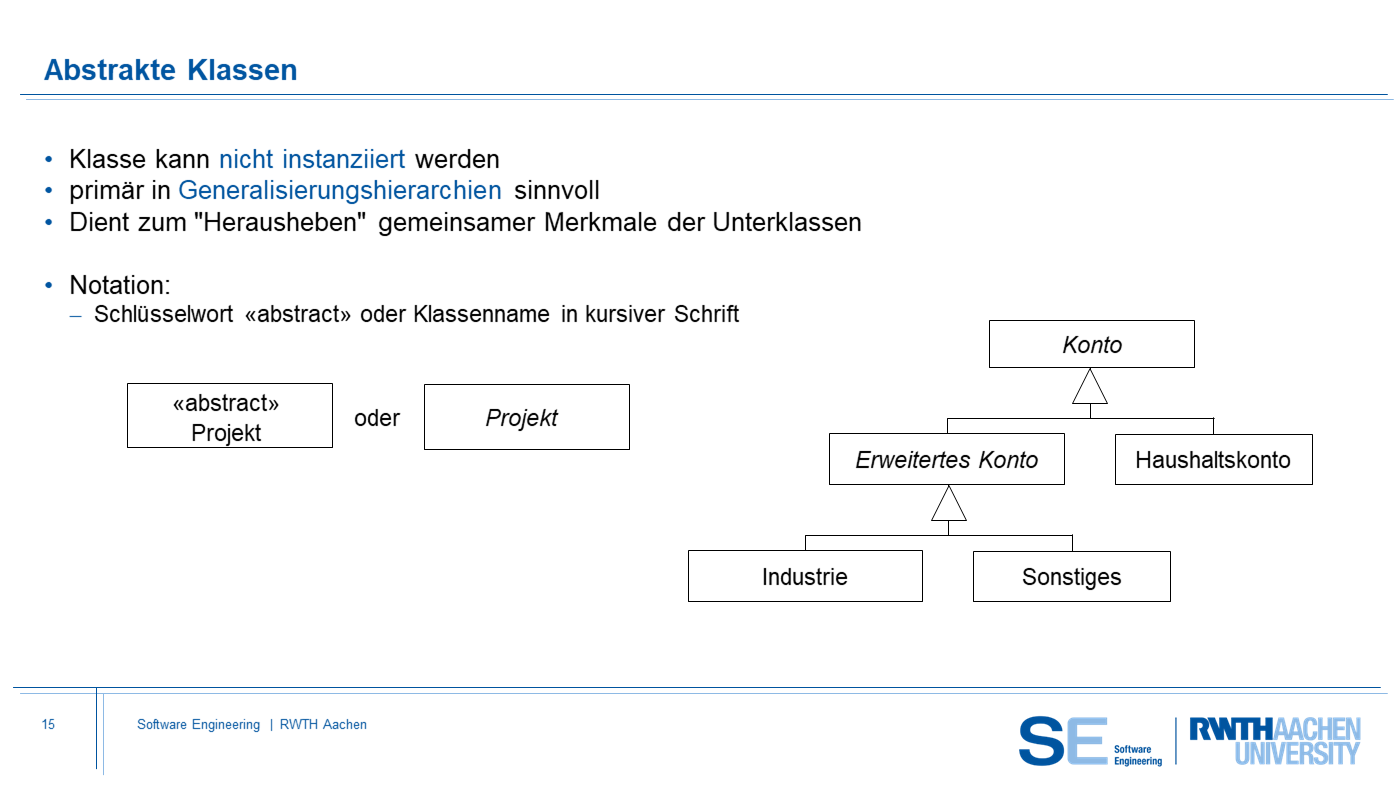 Abstrakte Klassen
• Klasse kann nicht instanziiert werden
• primär in Generalisierungshierarchien sinnvoll
• Dient zum "Herausheben" gemeinsamer Merkmale der Unterklassen
• Notation:
– Schlüsselwort «abstract» oder Klassenname in kursiver Schrift
«abstract»
Projekt
oder
Projekt
Konto
Erweitertes Konto
Haushaltskonto
Industrie
Sonstiges
15
Software Engineering | RWTH Aachen
SE
Software
Engineering
RWTHAACHEN
UNIVERSITY